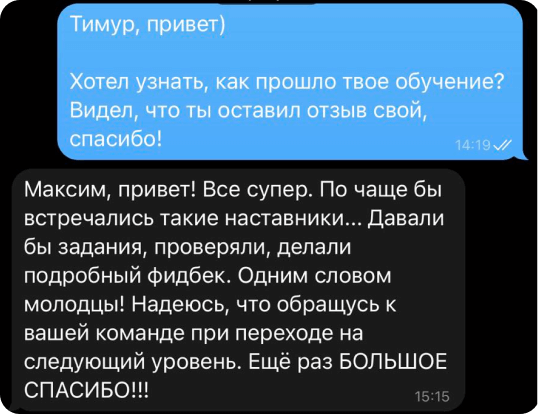 Тимур, привет)
Хотел узнать, как прошло твое обучение?
Видел, что ты оставил отзыв свой,
спасибо!
14:19
Максим, привет! Все супер. По чаще бы
встречались такие наставники... Давали
бы задания, проверяли, делали
подробный фидбек. Одним словом
молодцы! Надеюсь, что обращусь к
вашей команде при переходе на
следующий уровень. Ещё раз БОЛЬШОЕ
СПАСИБО!!!
15:15